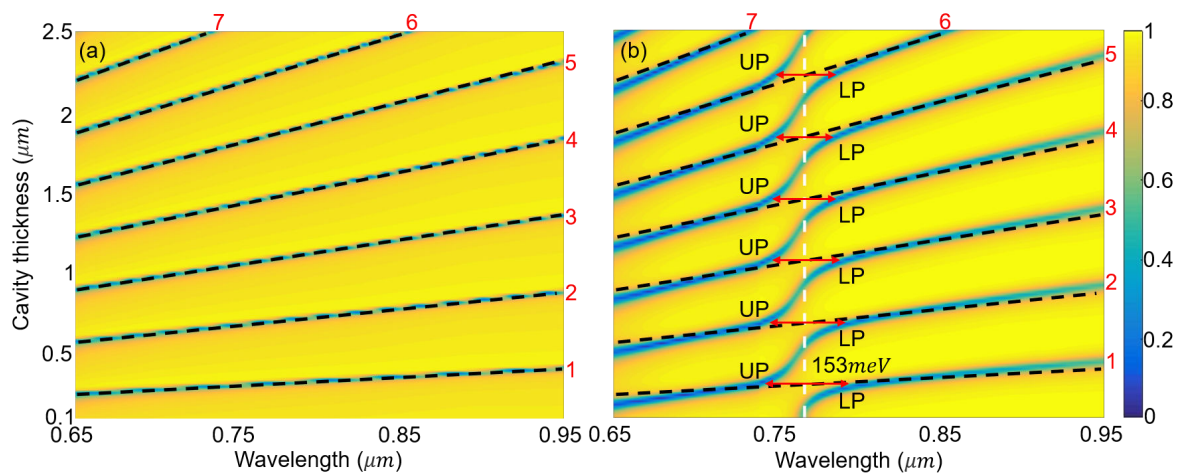 7
6
2.5
(a)
5
2
4
1.5
3
1
2
0.5
1
0.1
0.65
0.75
0.85
0.95
Wavelength (μm)
Cavity thickness (μm)
7
6
(b)
5
UP
LP
UP
LP
4
UP
LP
3
UP
LP
2
UP
LP
153meV
1
UP
LP
0.65
0.75
0.85
0.95
Wavelength (μm)
1
0.8
0.6
0.4
0.2
0